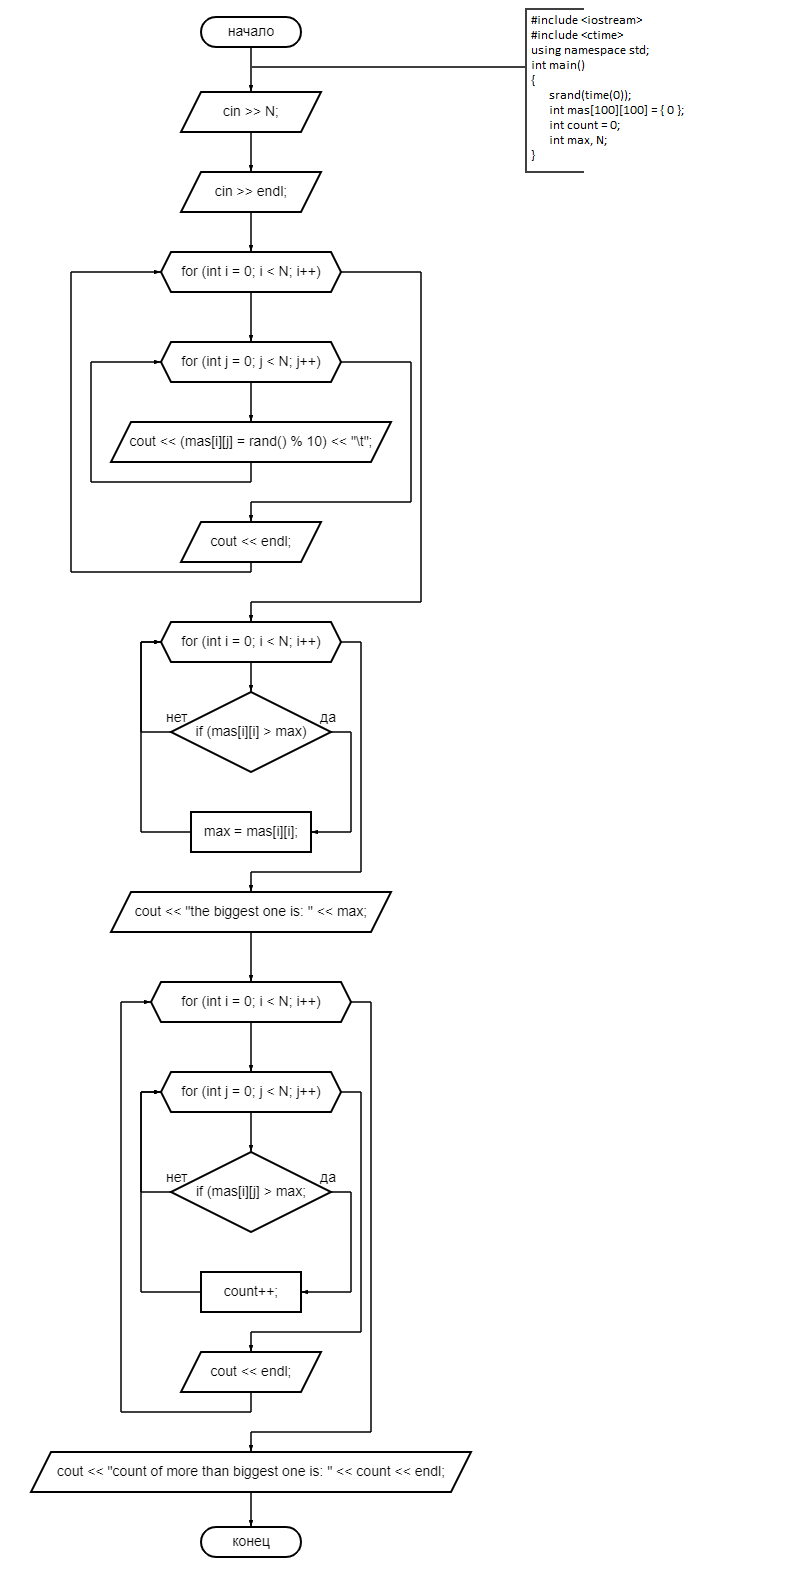 начало
#include <iostream>
#include <ctime>
using namespace std;
int main()
{
srand(time(0));
int mas[100][100] = { 0 };
int count = 0;
int max, N;
}
cin >> N;
cin >> endl;
for (int i = 0; i < N; i++)
for (int j = 0; j < N; j++)
cout << (mas[i][j] = rand() % 10) << "\t";
cout << endl;
for (int i = 0; i < N; i++)
нет
да
if (mas[i][i] > max)
max = mas[i][i];
cout << "the biggest one is: " << max;
for (int i = 0; i < N; i++)
for (int j = 0; j < N; j++)
нет
да
if (mas[i][j] > max;
count++;
cout << endl;
cout << "count of more than biggest one is: " << count << endl;
конец